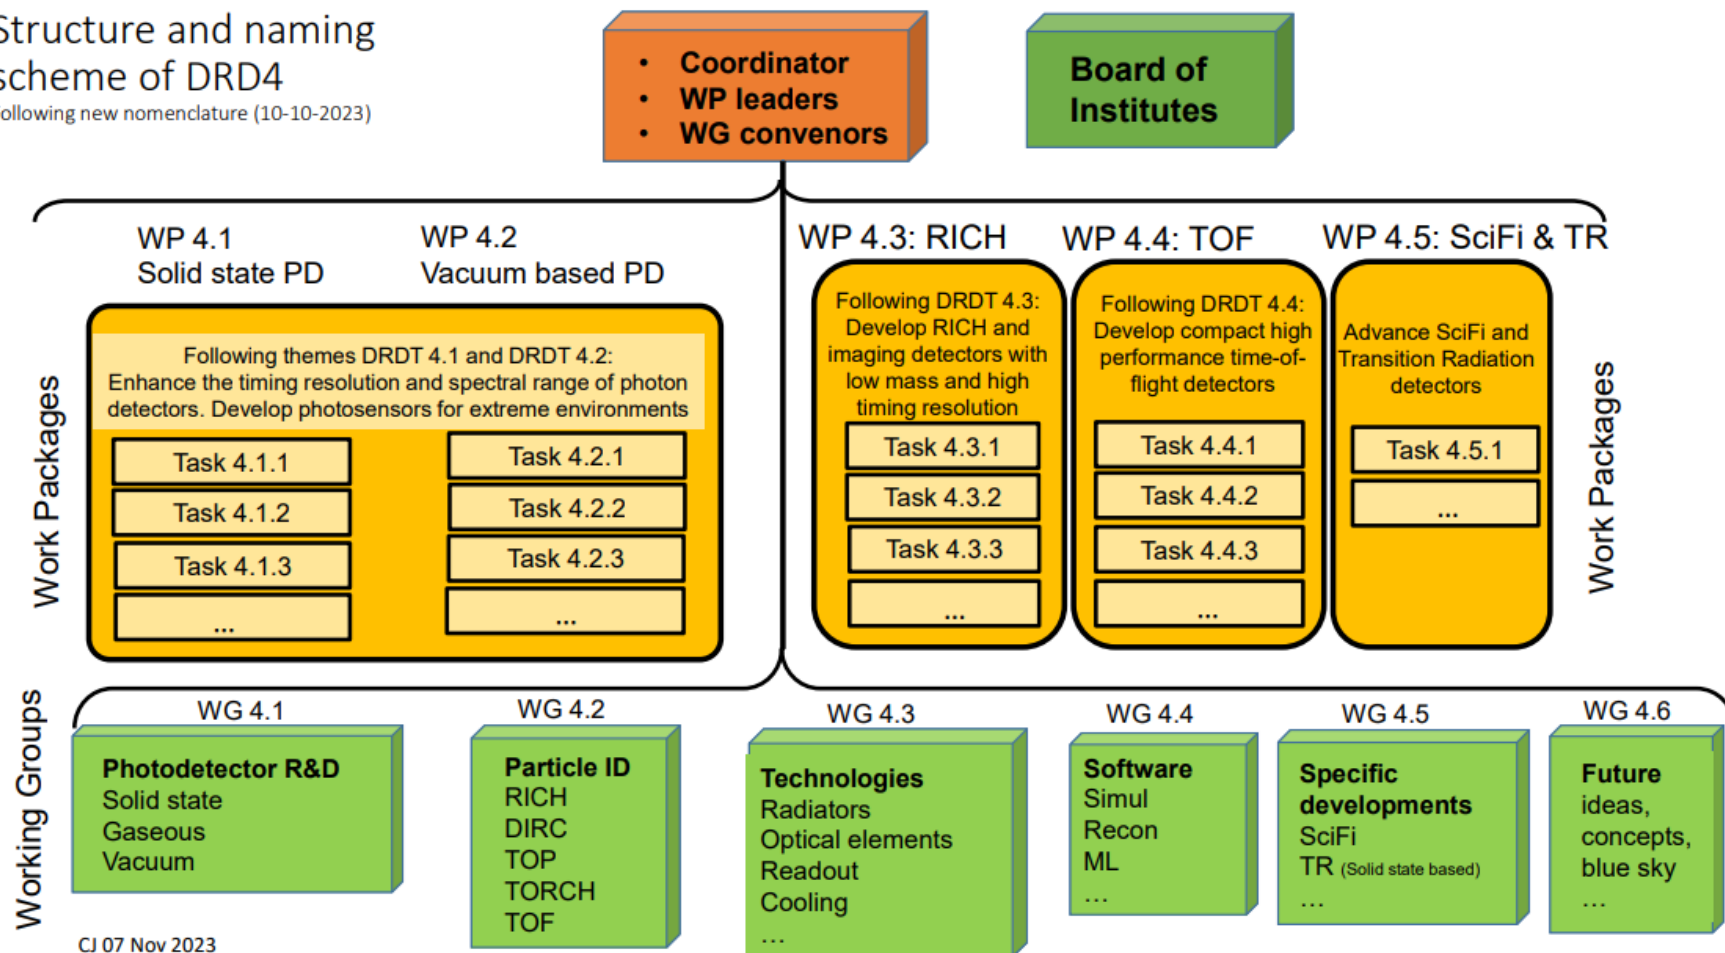 Structure and naming
scheme of DRD4
following new nomenclature (10-10-2023)
• Coordinator
• WP leaders
• WG convenors
Board of
Institutes
WP 4.1
Solid state PD
WP 4.2
Vacuum based PD
WP 4.3: RICH
WP 4.4: TOF
WP 4.5: SciFi & TR
Work Packages
Following themes DRDT 4.1 and DRDT 4.2:
Enhance the timing resolution and spectral range of photon
detectors. Develop photosensors for extreme environments
Task 4.1.1
Task 4.1.2
Task 4.1.3
...
Task 4.2.1
Task 4.2.2
Task 4.2.3
...
Following DRDT 4.3:
Develop RICH and
imaging detectors with
low mass and high
timing resolution
Task 4.3.1
Task 4.3.2
Task 4.3.3
...
Following DRDT 4.4:
Develop compact high
performance time-of-
flight detectors
Task 4.4.1
Task 4.4.2
Task 4.4.3
...
Advance SciFi and
Transition Radiation
detectors
Task 4.5.1
...
Work Packages
Working Groups
WG 4.1
Photodetector R&D
Solid state
Gaseous
Vacuum
WG 4.2
Particle ID
RICH
DIRC
TOP
TORCH
TOF
WG 4.3
Technologies
Radiators
Optical elements
Readout
Cooling
...
WG 4.4
Software
Simul
Recon
ML
...
WG 4.5
Specific
developments
SciFi
TR (Solid state based)
...
WG 4.6
Future
ideas,
concepts,
blue sky
...
CJ 07 Nov 2023